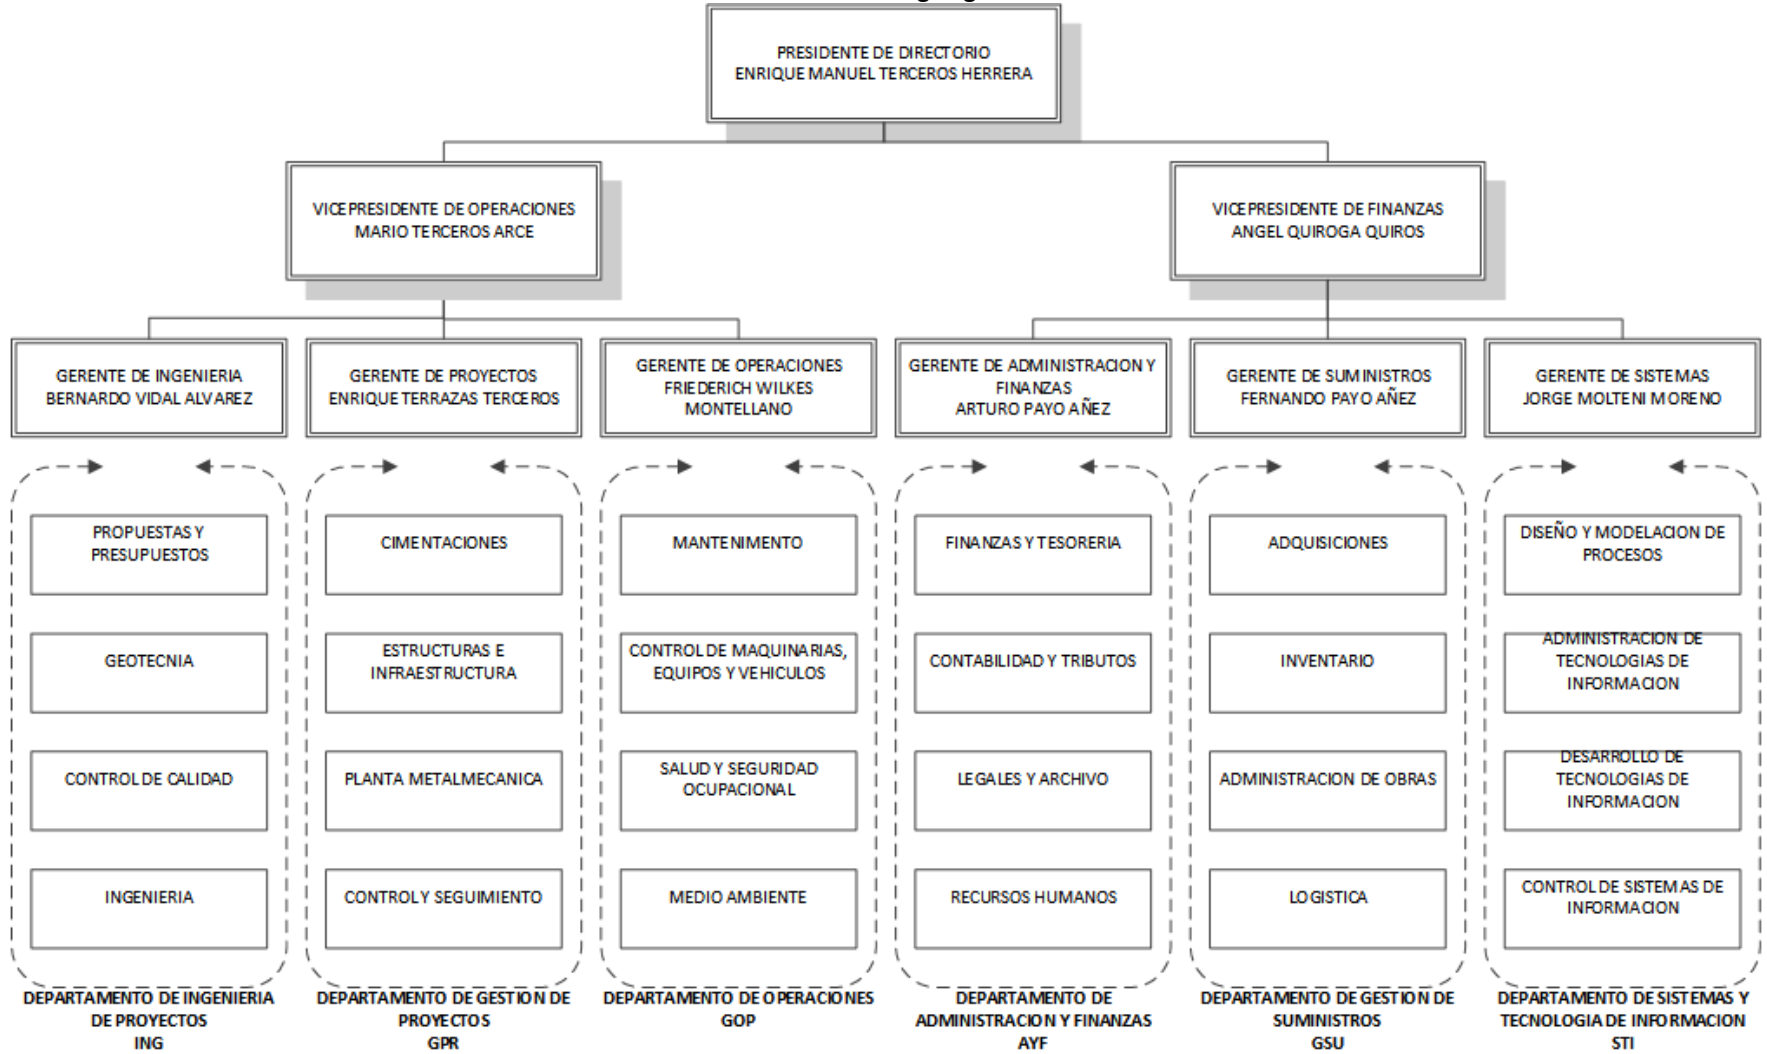 PRESIDENTE DE DIRECTORIO
ENRIQUE MANUEL TERCEROS HERRERA
VICEPRESIDENTE DE OPERACIONES
MARIO TERCEROS ARCE
VICEPRESIDENTE DE FINANZAS
ANGEL QUIROGA QUIROS
GERENTE DE INGENIERIA
BERNARDO VIDAL ALVAREZ
GERENTE DE PROYECTOS
ENRIQUE TERRAZAS TERCEROS
GERENTE DE OPERACIONES
FRIEDERICH WILKES
MONTELLANO
GERENTE DE ADMINISTRACION Y
FINANZAS
ARTURO PAYO AÑEZ
GERENTE DE SUMINISTROS
FERNANDO PAYO AÑEZ
GERENTE DE SISTEMAS
JORGE MOLTENI MORENO
PROPUESTAS Y
PRESUPUESTOS
GEOTECNIA
CONTROL DE CALIDAD
INGENIERIA
DEPARTAMENTO DE INGENIERIA
DE PROYECTOS
ING
CIMENTACIONES
ESTRUCTURAS E
INFRAESTRUCTURA
PLANTA METALMECANICA
CONTROL Y SEGUIMIENTO
DEPARTAMENTO DE GESTION DE
PROYECTOS
GPR
MANTENIMENTO
CONTROL DE MAQUINARIAS,
EQUIPOS Y VEHICULOS
SALUD Y SEGURIDAD
OCUPACIONAL
MEDIO AMBIENTE
DEPARTAMENTO DE OPERACIONES
GOP
FINANZAS Y TESORERIA
CONTABILIDAD Y TRIBUTOS
LEGALES Y ARCHIVO
RECURSOS HUMANOS
DEPARTAMENTO DE
ADMINISTRACION Y FINANZAS
AYF
ADQUISICIONES
INVENTARIO
ADMINISTRACION DE OBRAS
LOGISTICA
DEPARTAMENTO DE GESTION DE
SUMINISTROS
GSU
DISEÑO Y MODELACION DE
PROCESOS
ADMINISTRACION DE
TECNOLOGIAS DE
INFORMACION
DESARROLLO DE
TECNOLOGIAS DE
INFORMACION
CONTROL DE SISTEMAS DE
INFORMACION
DEPARTAMENTO DE SISTEMAS Y
TECNOLOGIA DE INFORMACION
STI